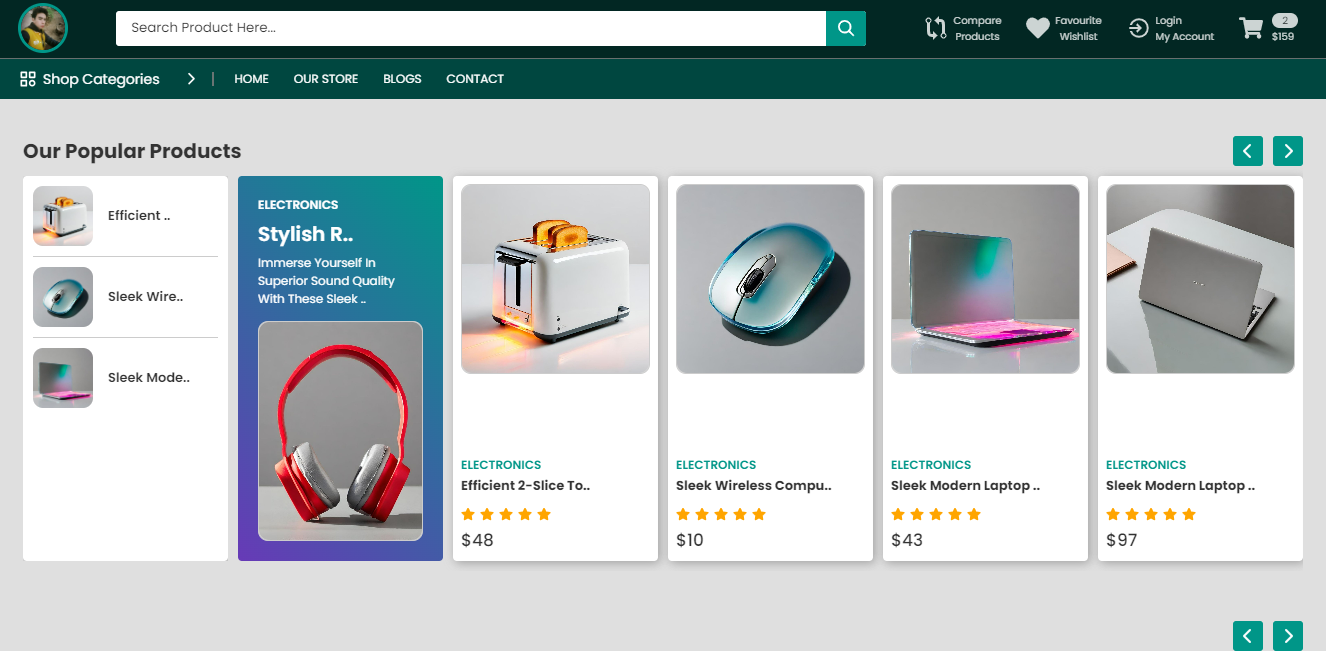 Search Product Here...
Compare
Products
Favourite
Wishlist
Login
My Account
2
$159
Shop Categories
HOME
OUR STORE
BLOGS
CONTACT
Our Popular Products
Efficient ..
Sleek Wire..
Sleek Mode..
ELECTRONICS
Stylish R..
Immerse Yourself In
Superior Sound Quality
With These Sleek ..
ELECTRONICS
Efficient 2-Slice To..
$48
ELECTRONICS
Sleek Wireless Compu..
$10
ELECTRONICS
Sleek Modern Laptop ..
$43
ELECTRONICS
Sleek Modern Laptop ..
$97